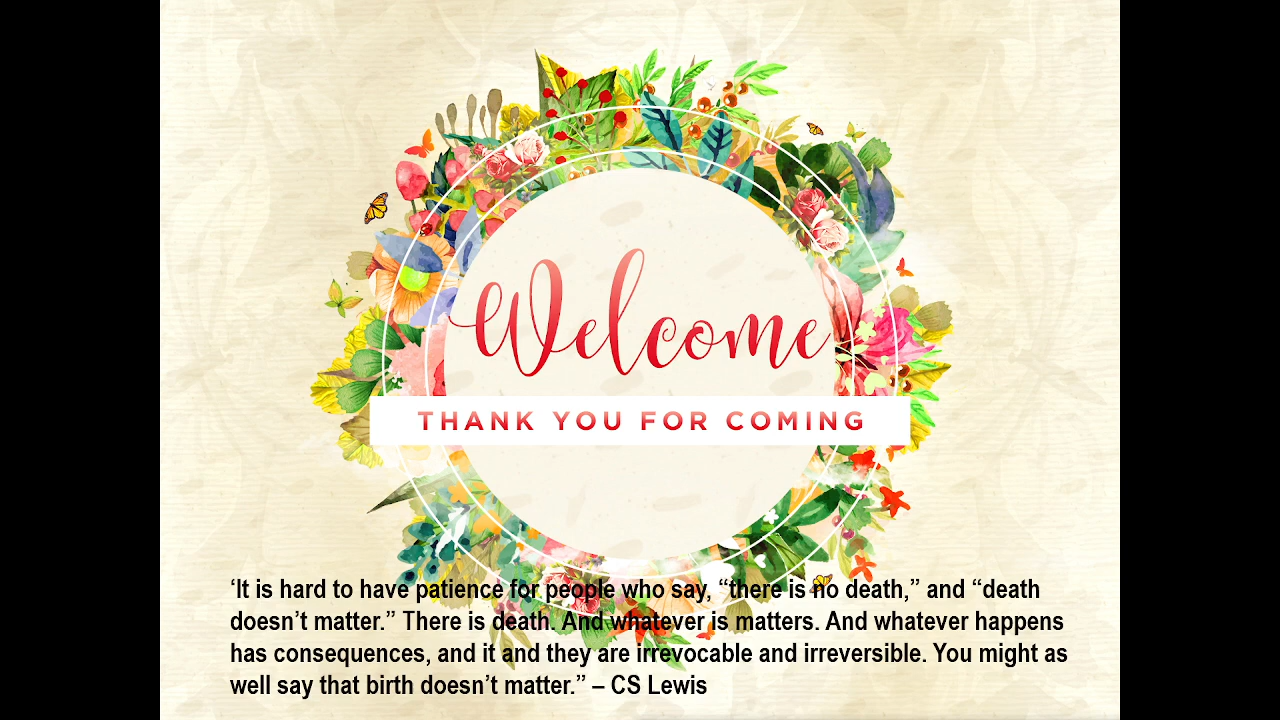 Welcome
THANK YOU FOR COMING
‘It is hard to have patience for people who say, “there is no death,” and “death
doesn’t matter.” There is death. And whatever is matters. And whatever happens
has consequences, and it and they are irrevocable and irreversible. You might as
well say that birth doesn’t matter.” – CS Lewis